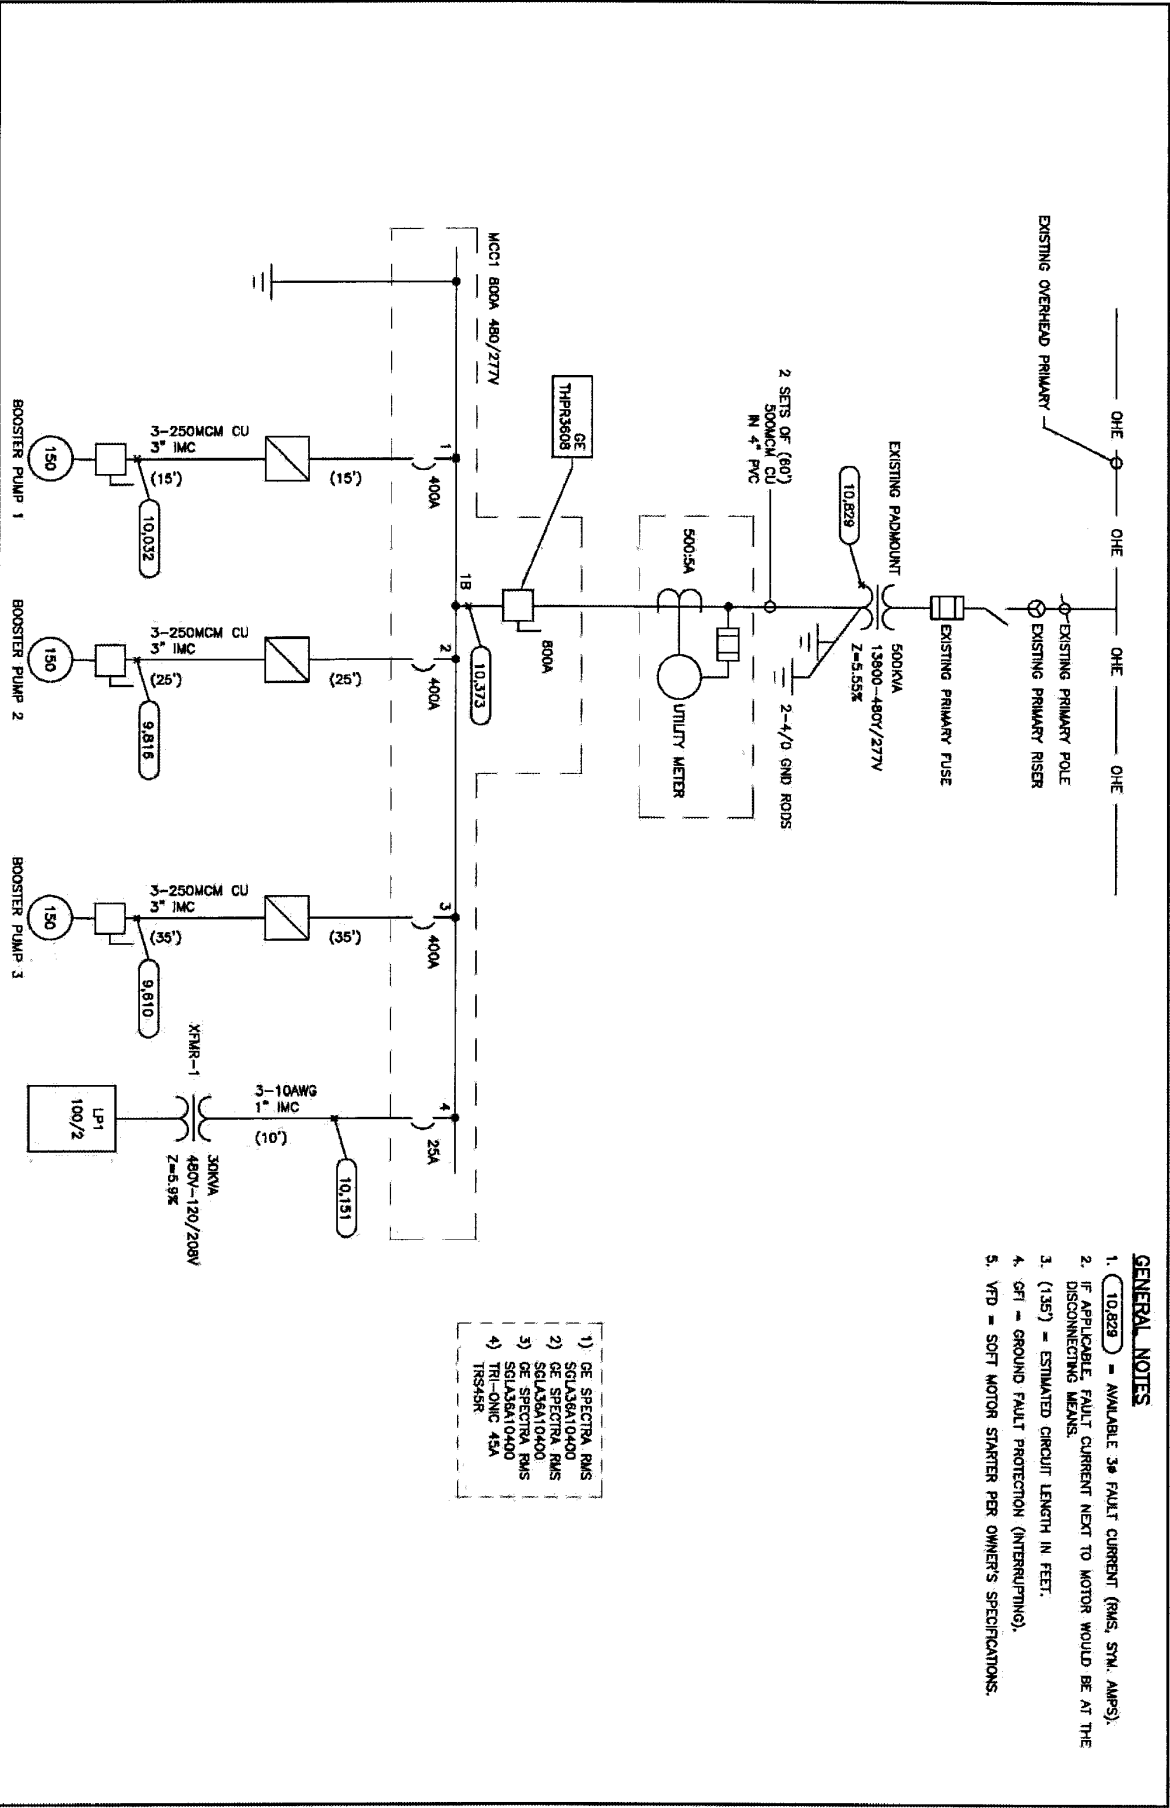 GENERAL NOTES
1. 10,829 = AVAILABLE 3ø FAULT CURRENT (RMS, SYM. AMPS).
2. IF APPLICABLE, FAULT CURRENT NEXT TO MOTOR WOULD BE AT THE
DISCONNECTING MEANS.
3. (135') = ESTIMATED CIRCUIT LENGTH IN FEET.
4. GFI = GROUND FAULT PROTECTION (INTERRUPTING).
5. VFD = SOFT MOTOR STARTER PER OWNER'S SPECIFICATIONS.
OHE
OHE
OHE
OHE
EXISTING OVERHEAD PRIMARY
EXISTING PRIMARY POLE
EXISTING PRIMARY RISER
EXISTING PRIMARY FUSE
EXISTING PADMOUNT
500KVA
13800-480Y/277V
Z=5.55%
10,829
2-4/0 GND RODS
2 SETS OF (60')
500MCM CU
IN 4" PVC
500:5A
UTILITY METER
GE
THPR3608
800A
10,373
1B
MCC1 800A 480/277V
1
400A
2
400A
3
400A
4
25A
(15')
(25')
(35')
10,151
3-10AWG
1" IMC
(10')
3-250MCM CU
3" IMC
(15')
10,032
3-250MCM CU
3" IMC
(25')
9,816
3-250MCM CU
3" IMC
(35')
9,610
XFMR-1
30KVA
480V-120/208V
Z=5.9%
LP1
100/2
150
150
150
BOOSTER PUMP 1
BOOSTER PUMP 2
BOOSTER PUMP 3
1) GE SPECTRA RMS
SGLA36A10400
2) GE SPECTRA RMS
SGLA36A10400
3) GE SPECTRA RMS
SGLA36A10400
4) TRI-ONIC 45A
TRS45R